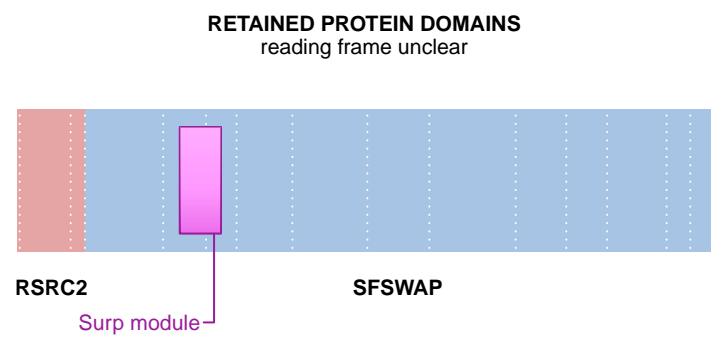 RETAINED PROTEIN DOMAINS
reading frame unclear
RSRC2
SFSWAP
Surp module